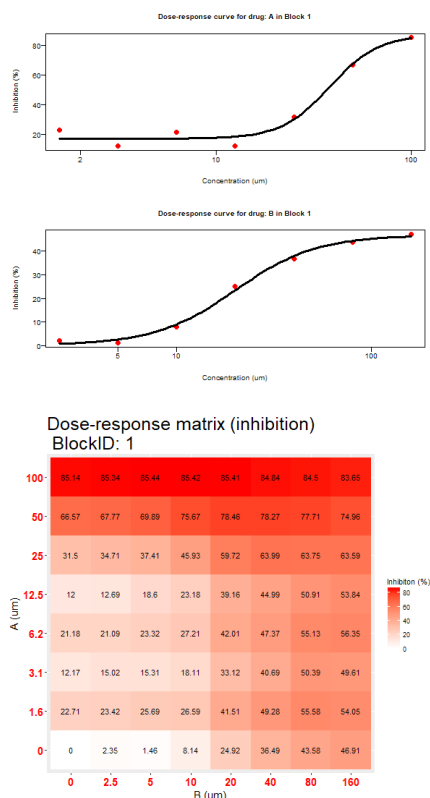 Dose-response curve for drug: A in Block 1
Inhibition (%)
80
60
40
20
2 10 100
Concentration (um)
Dose-response curve for drug: B in Block 1
Inhibition (%)
40
30
20
10
0
5 10 100
Concentration (um)
Dose-response matrix (inhibition)
BlockID: 1
A (um)
100 85.14 85.34 85.44 85.42 85.41 84.84 84.5 83.65
50 66.57 67.77 69.89 75.67 78.46 78.27 77.71 74.96
25 31.5 34.71 37.41 45.93 59.72 63.99 63.75 63.59
12.5 12 12.69 18.6 23.18 39.16 44.99 50.91 53.84
6.2 21.18 21.09 23.32 27.21 42.01 47.37 55.13 56.35
3.1 12.17 15.02 15.31 18.11 33.12 40.69 50.39 49.61
1.6 22.71 23.42 25.69 26.59 41.51 49.28 55.58 54.05
0 0 2.35 1.46 8.14 24.92 36.49 43.58 46.91
0 2.5 5 10 20 40 80 160
B (um)
Inhibiton (%)
80
60
40
20
0